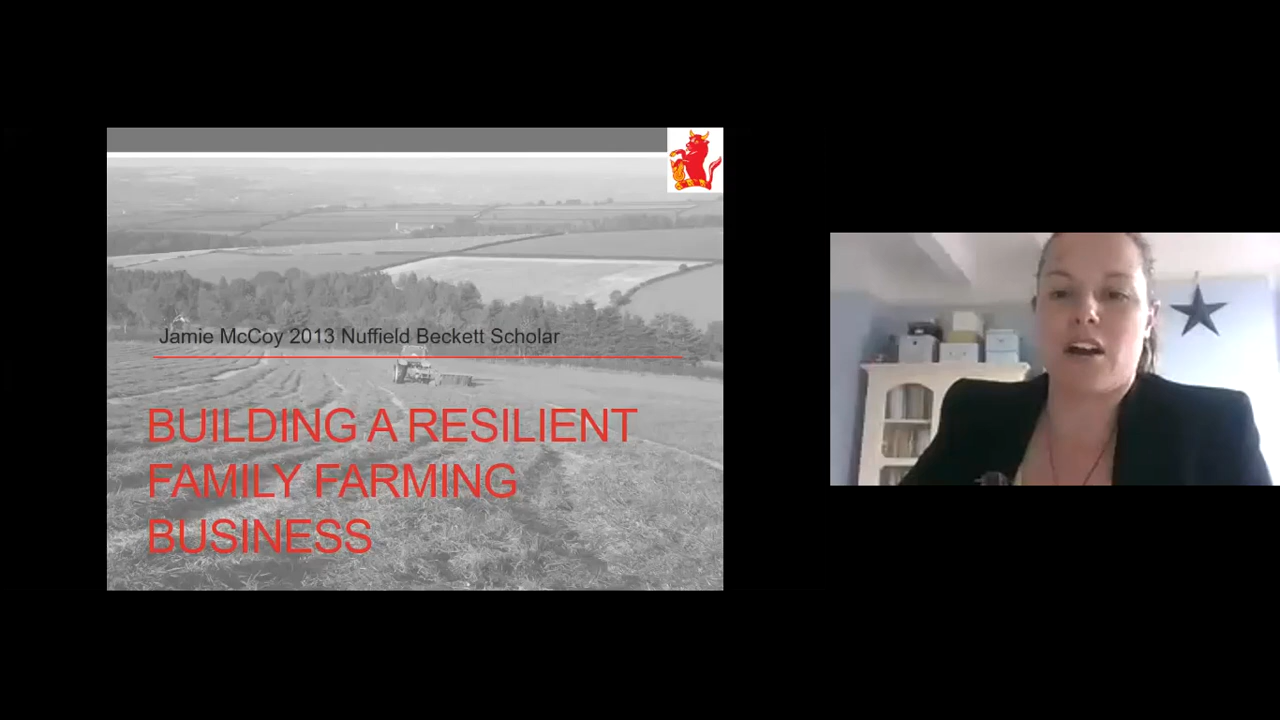 Jamie McCoy 2013 Nuffield Beckett Scholar
BUILDING A RESILIENT
FAMILY FARMING
BUSINESS